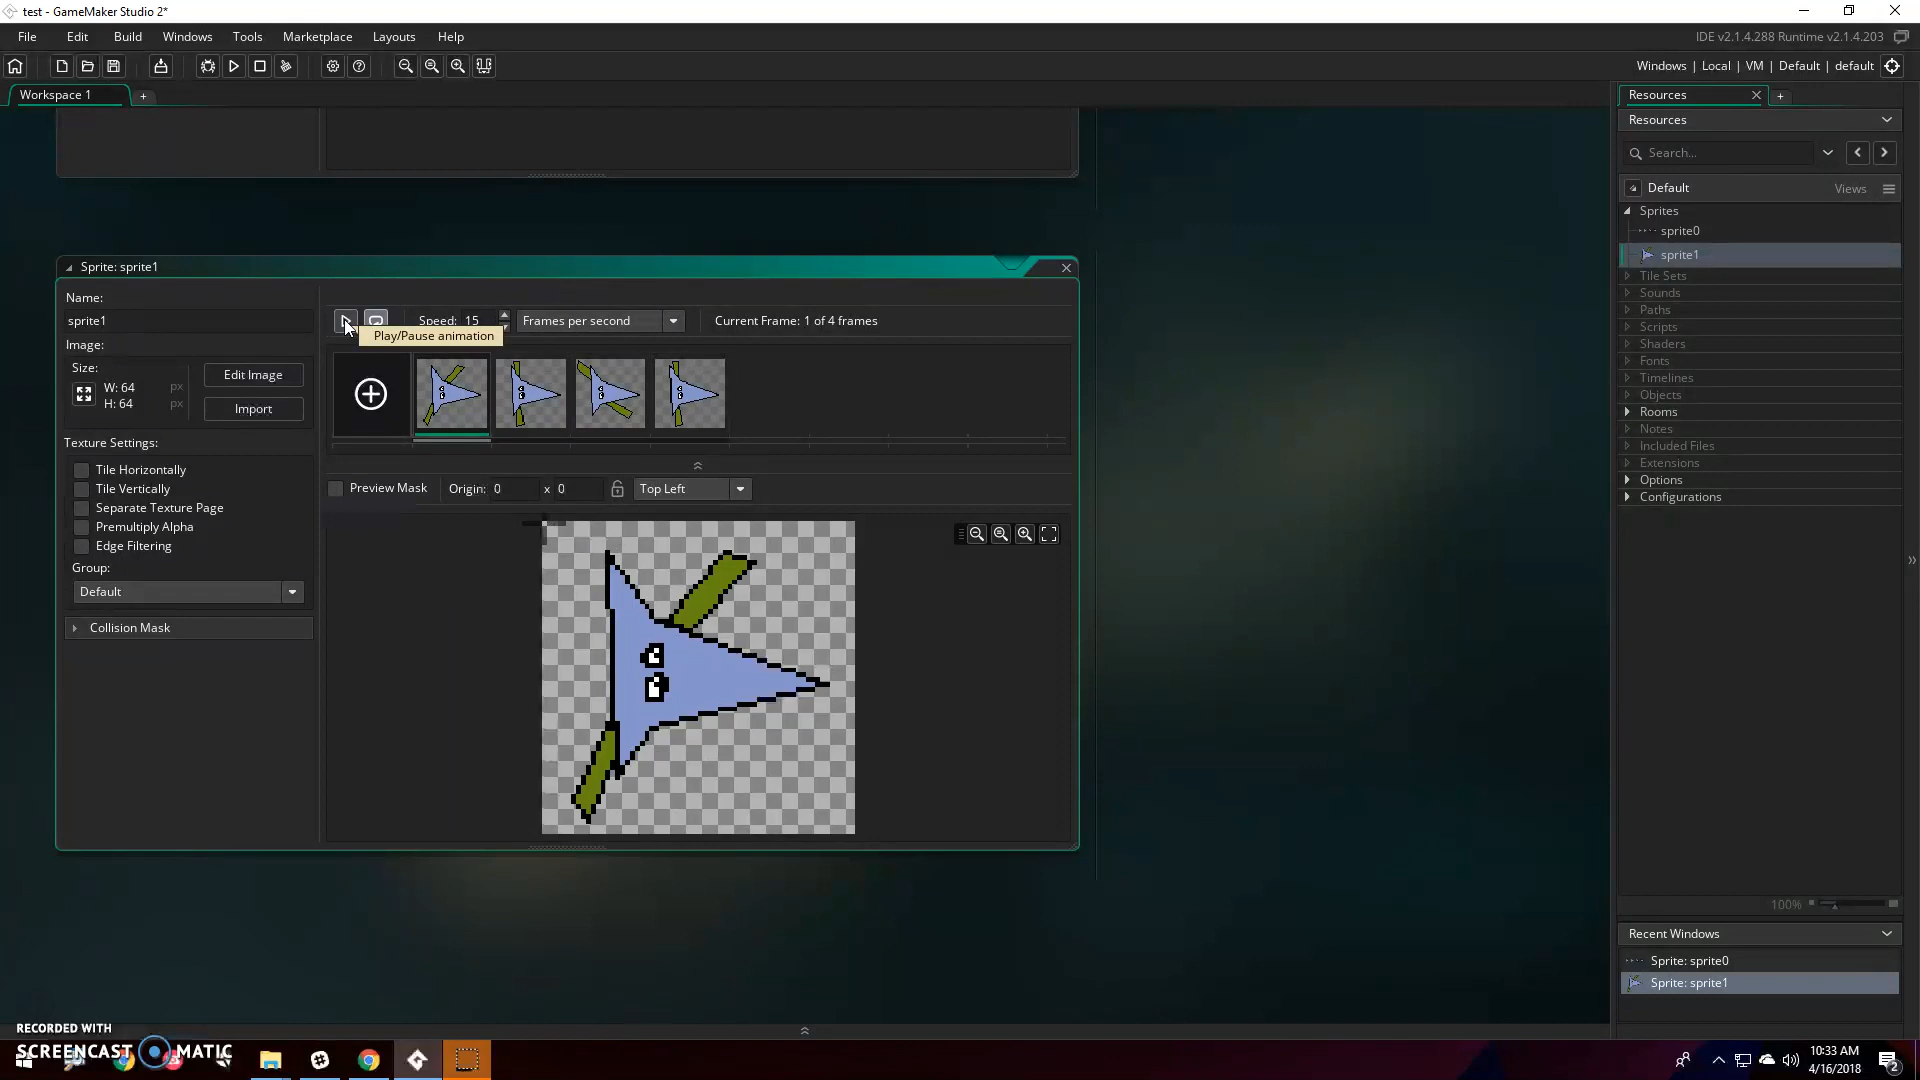 test - GameMaker Studio 2*
File Edit Build Windows Tools Marketplace Layouts Help
IDE v2.1.4.288 Runtime v2.1.4.203
Windows | Local | VM | Default | default
Workspace 1 +
Resources
Resources
Search...
Default Views
Sprites
sprite0
sprite1
Tile Sets
Sounds
Paths
Scripts
Shaders
Fonts
Timelines
Objects
Rooms
Notes
Included Files
Extensions
Options
Configurations
100%
Recent Windows
Sprite: sprite0
Sprite: sprite1
Sprite: sprite1
Name:
sprite1
Image:
Size:
W: 64 px
H: 64 px
Edit Image
Import
Texture Settings:
Tile Horizontally
Tile Vertically
Separate Texture Page
Premultiply Alpha
Edge Filtering
Group:
Default
Collision Mask
Speed: 15 Frames per second Current Frame: 1 of 4 frames
Play/Pause animation
Preview Mask Origin: 0 x 0 Top Left
RECORDED WITH
SCREENCAST MATIC
10:33 AM
4/16/2018
2